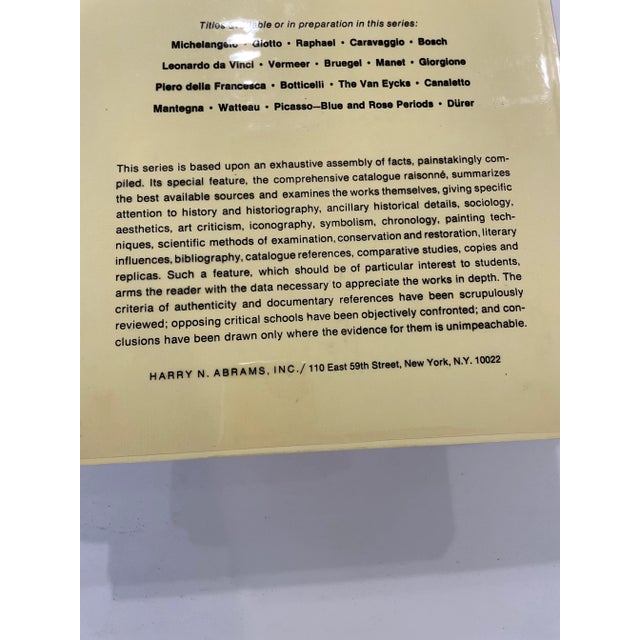 Titles available or in preparation in this series:
Michelangelo • Giotto • Raphael • Caravaggio • Bosch
Leonardo da Vinci • Vermeer • Bruegel • Manet • Giorgione
Piero della Francesca • Botticelli • The Van Eycks • Canaletto
Mantegna • Watteau • Picasso—Blue and Rose Periods • Dürer
This series is based upon an exhaustive assembly of facts, painstakingly com-
piled. Its special feature, the comprehensive catalogue raisonné, summarizes
the best available sources and examines the works themselves, giving specific
attention to history and historiography, ancillary historical details, sociology,
aesthetics, art criticism, iconography, symbolism, chronology, painting tech-
niques, scientific methods of examination, conservation and restoration, literary
influences, bibliography, catalogue references, comparative studies, copies and
replicas. Such a feature, which should be of particular interest to students,
arms the reader with the data necessary to appreciate the works in depth. The
criteria of authenticity and documentary references have been scrupulously
reviewed; opposing critical schools have been objectively confronted; and con-
clusions have been drawn only where the evidence for them is unimpeachable.
HARRY N. ABRAMS, INC./ 110 East 59th Street, New York, N.Y. 10022